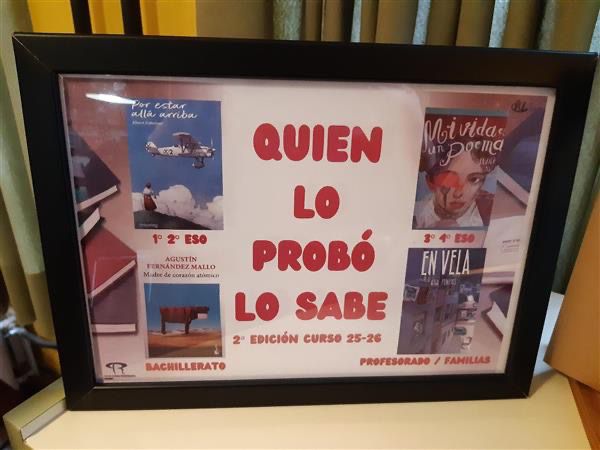 QUIEN
LO
PROBÓ
LO SABE
2º EDICIÓN CURSO 25-26
Por estar
allá arriba
1º 2º ESO
Mi vida es
un Poema
3º 4º ESO
AGUSTÍN
FERNÁNDEZ MALLO
Madre de corazón atómico
BACHILLERATO
EN VELA
PROFESORADO / FAMILIAS